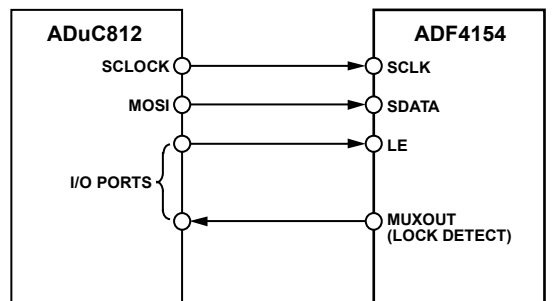 ADuC812
ADF4154
SCLOCK
SCLK
MOSI
SDATA
LE
I/O PORTS
MUXOUT
(LOCK DETECT)